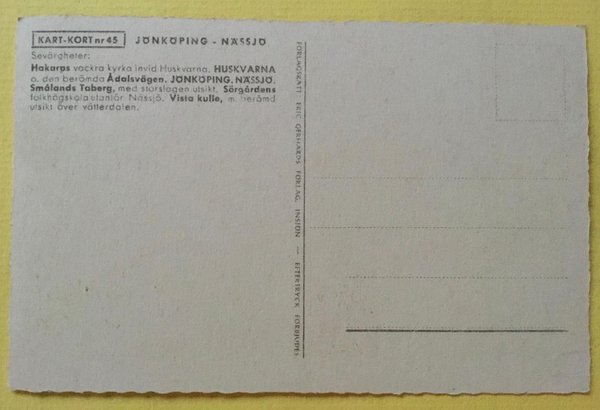 KART-KORT nr 45 JÖNKÖPING - NÄSSJÖ
Sevärdheter:
Hakarps vackra kyrka invid Huskvarna. HUSKVARNA
o. den berömda Ådalsvägen. JÖNKÖPING. NÄSSJÖ.
Smålands Taberg, med storslagen utsikt. Sörgårdens
folkhögskola utanför Nässjö. Vista kulle, m. berömd
utsikt över vätterdalen.
FÖRLAGSRÄTT ERIC GERHARDS FÖRLAG, INSJÖN — EFTERTRYCK FÖRBJUDES